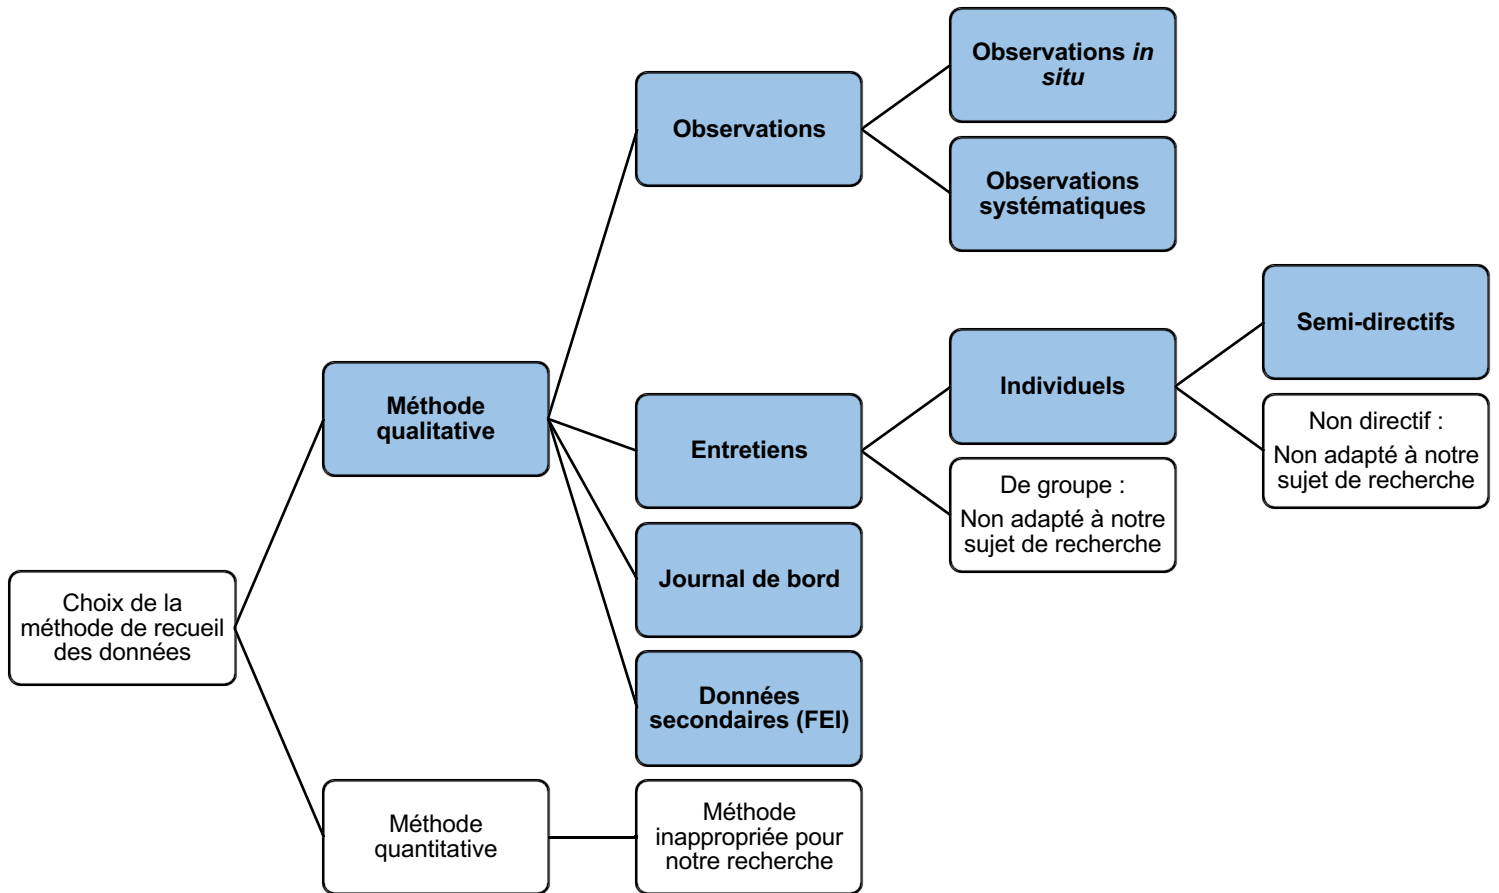 Choix de la
méthode de recueil
des données
Méthode
qualitative
Observations
Observations in
situ
Observations
systématiques
Entretiens
Individuels
Semi-directifs
Non directif :
Non adapté à notre
sujet de recherche
De groupe :
Non adapté à notre
sujet de recherche
Journal de bord
Données
secondaires (FEI)
Méthode
quantitative
Méthode
inappropriée pour
notre recherche